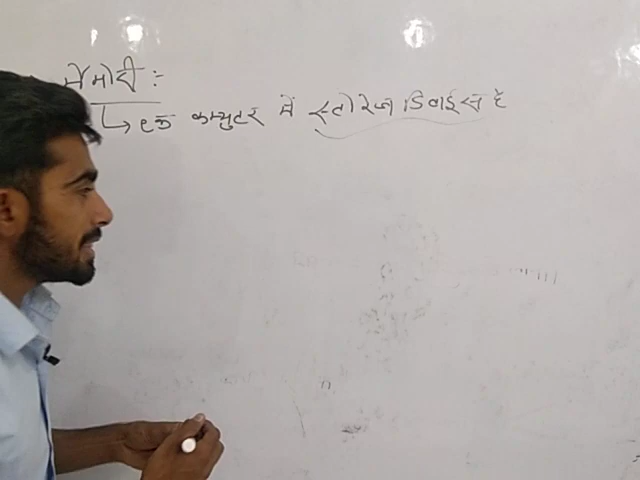 मेमोरी :-
↳ एक कम्प्युटर में स्टोरेज डिवाईस है